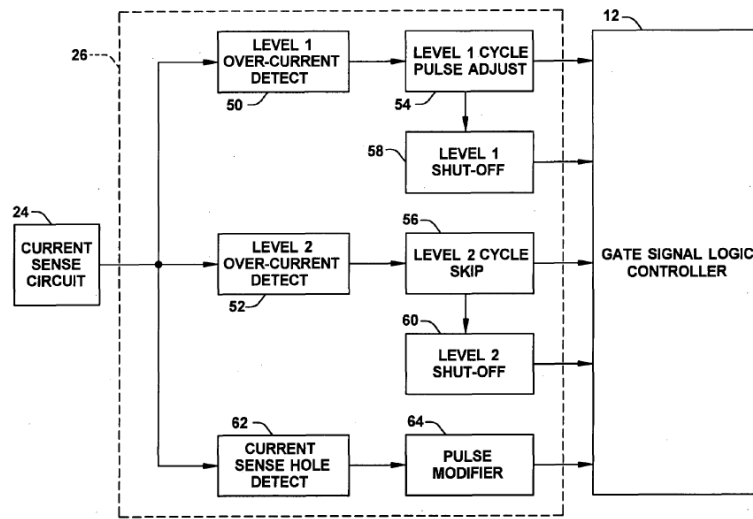 26
LEVEL 1
OVER-CURRENT
DETECT
50
LEVEL 1 CYCLE
PULSE ADJUST
54
12
58
LEVEL 1
SHUT-OFF
24
CURRENT
SENSE
CIRCUIT
LEVEL 2
OVER-CURRENT
DETECT
52
56
LEVEL 2 CYCLE
SKIP
GATE SIGNAL LOGIC
CONTROLLER
60
LEVEL 2
SHUT-OFF
62
CURRENT
SENSE HOLE
DETECT
64
PULSE
MODIFIER